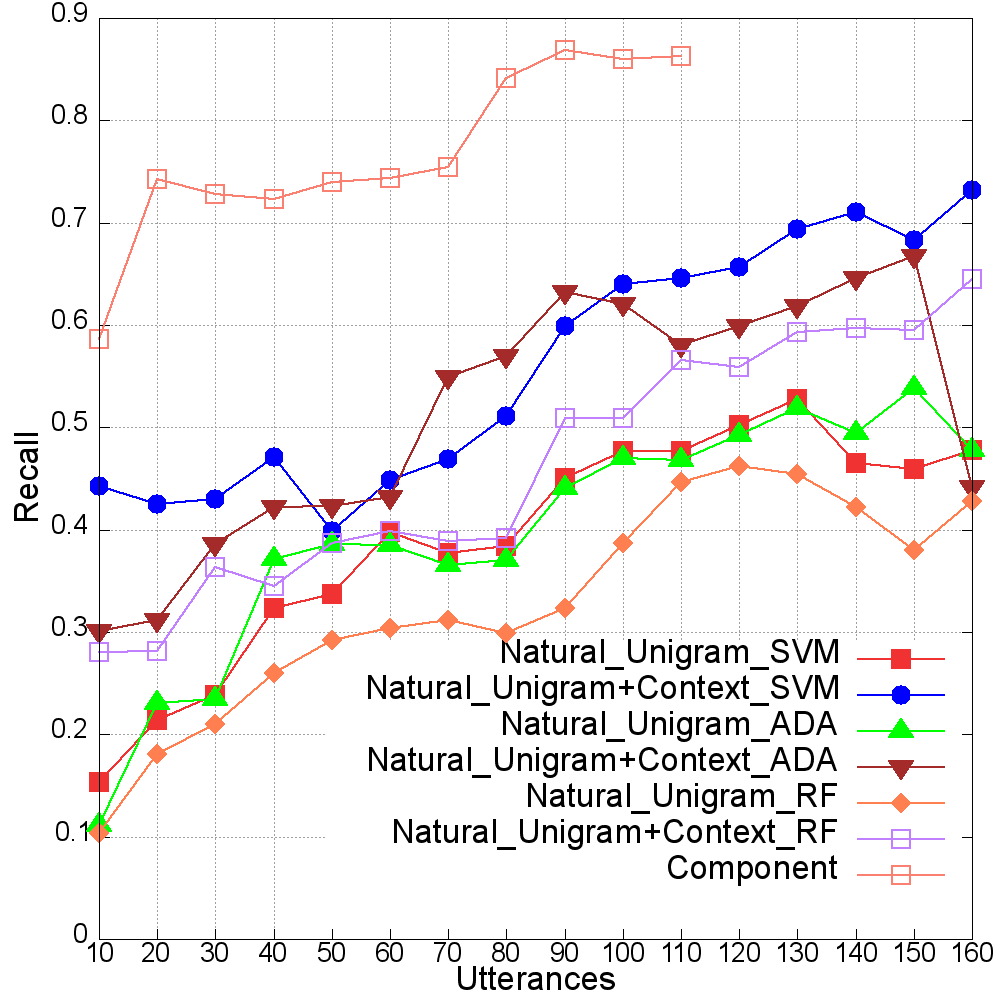 0.9
0.8
0.7
0.6
0.5
0.4
0.3
0.2
0.1
0
Recall
Natural_Unigram_SVM
Natural_Unigram+Context_SVM
Natural_Unigram_ADA
Natural_Unigram+Context_ADA
Natural_Unigram_RF
Natural_Unigram+Context_RF
Component
10 20 30 40 50 60 70 80 90 100 110 120 130 140 150 160
Utterances